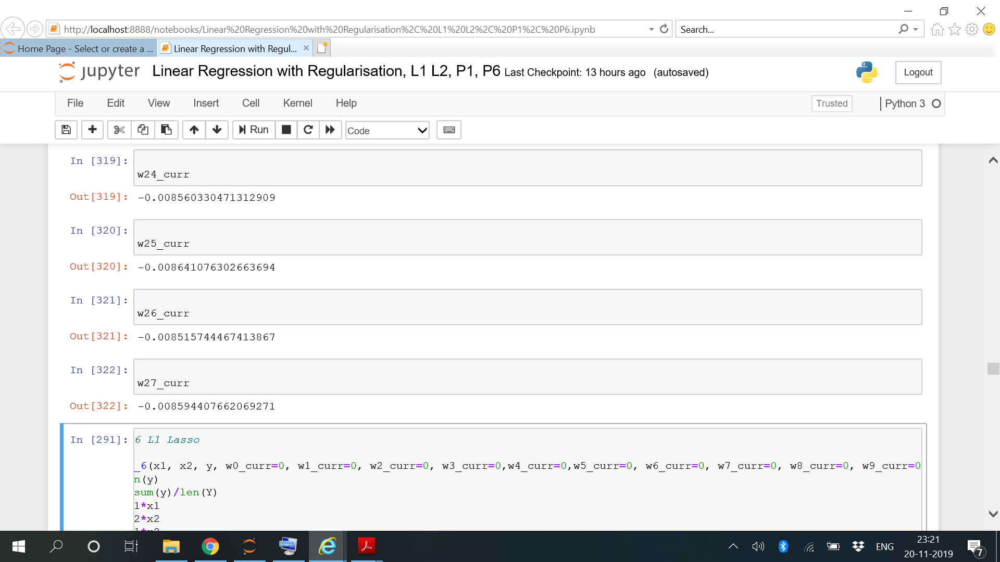 http://localhost:8888/notebooks/Linear%20Regression%20with%20Regularisation%2C%20L1%20L2%2C%20P1%2C%20P6.ipynb
Search...
Home Page - Select or create a ...
Linear Regression with Regul...
jupyter
Linear Regression with Regularisation, L1 L2, P1, P6 Last Checkpoint: 13 hours ago (autosaved)
Logout
File Edit View Insert Cell Kernel Help
Trusted
Python 3
Run
Code
In [319]:
w24_curr
Out[319]: -0.008560330471312909
In [320]:
w25_curr
Out[320]: -0.008641076302663694
In [321]:
w26_curr
Out[321]: -0.008515744467413867
In [322]:
w27_curr
Out[322]: -0.008594407662069271
In [291]: 6 L1 Lasso
_6(x1, x2, y, w0_curr=0, w1_curr=0, w2_curr=0, w3_curr=0,w4_curr=0,w5_curr=0, w6_curr=0, w7_curr=0, w8_curr=0, w9_curr=0
n(y)
sum(y)/len(Y)
1*x1
2*x2
ENG
23:21
20-11-2019
7